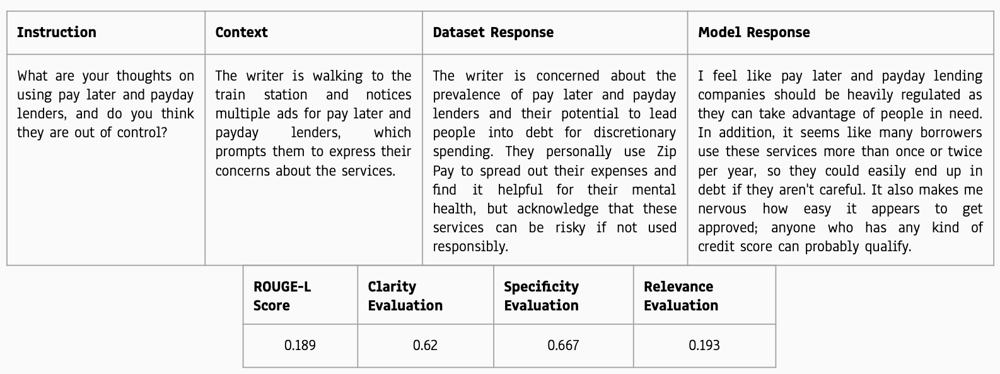 Instruction
Context
Dataset Response
Model Response
What are your thoughts on
using pay later and payday
lenders, and do you think
they are out of control?
The writer is walking to the
train station and notices
multiple ads for pay later and
payday lenders, which
prompts them to express their
concerns about the services.
The writer is concerned about the
prevalence of pay later and payday
lenders and their potential to lead
people into debt for discretionary
spending. They personally use Zip
Pay to spread out their expenses and
find it helpful for their mental
health, but acknowledge that these
services can be risky if not used
responsibly.
I feel like pay later and payday lending
companies should be heavily regulated as
they can take advantage of people in need.
In addition, it seems like many borrowers
use these services more than once or twice
per year, so they could easily end up in
debt if they aren't careful. It also makes me
nervous how easy it appears to get
approved; anyone who has any kind of
credit score can probably qualify.
ROUGE-L
Score
Clarity
Evaluation
Specificity
Evaluation
Relevance
Evaluation
0.189
0.62
0.667
0.193